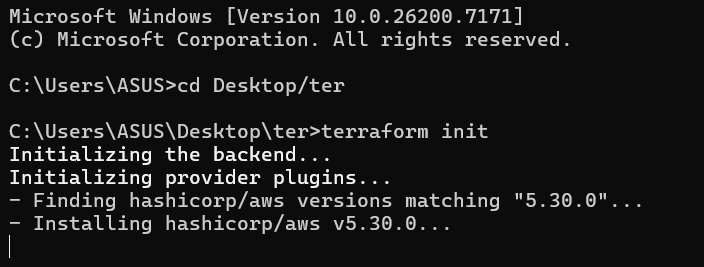 Microsoft Windows [Version 10.0.26200.7171]
(c) Microsoft Corporation. All rights reserved.
C:\Users\ASUS>cd Desktop/ter
C:\Users\ASUS\Desktop\ter>terraform init
Initializing the backend...
Initializing provider plugins...
- Finding hashicorp/aws versions matching "5.30.0"...
- Installing hashicorp/aws v5.30.0...